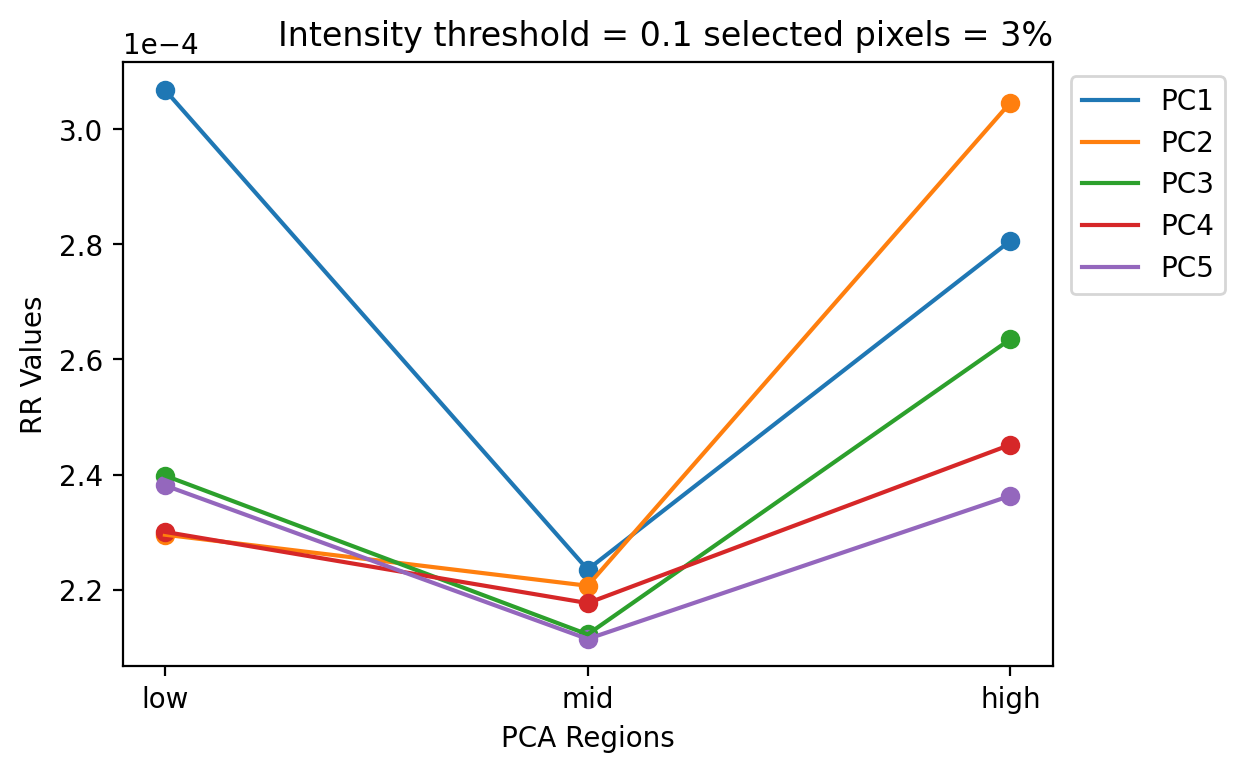 Intensity threshold = 0.1 selected pixels = 3%
1e−4
3.0
2.8
2.6
2.4
2.2
RR Values
low
mid
high
PCA Regions
PC1
PC2
PC3
PC4
PC5